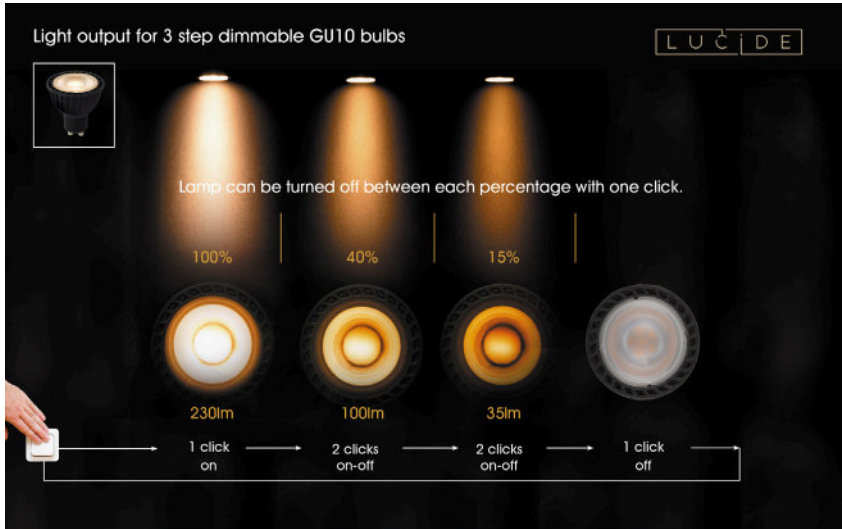 Light output for 3 step dimmable GU10 bulbs
LUCIDE
Lamp can be turned off between each percentage with one click.
100%
40%
15%
230lm
100lm
35lm
1 click
on
2 clicks
on-off
2 clicks
on-off
1 click
off